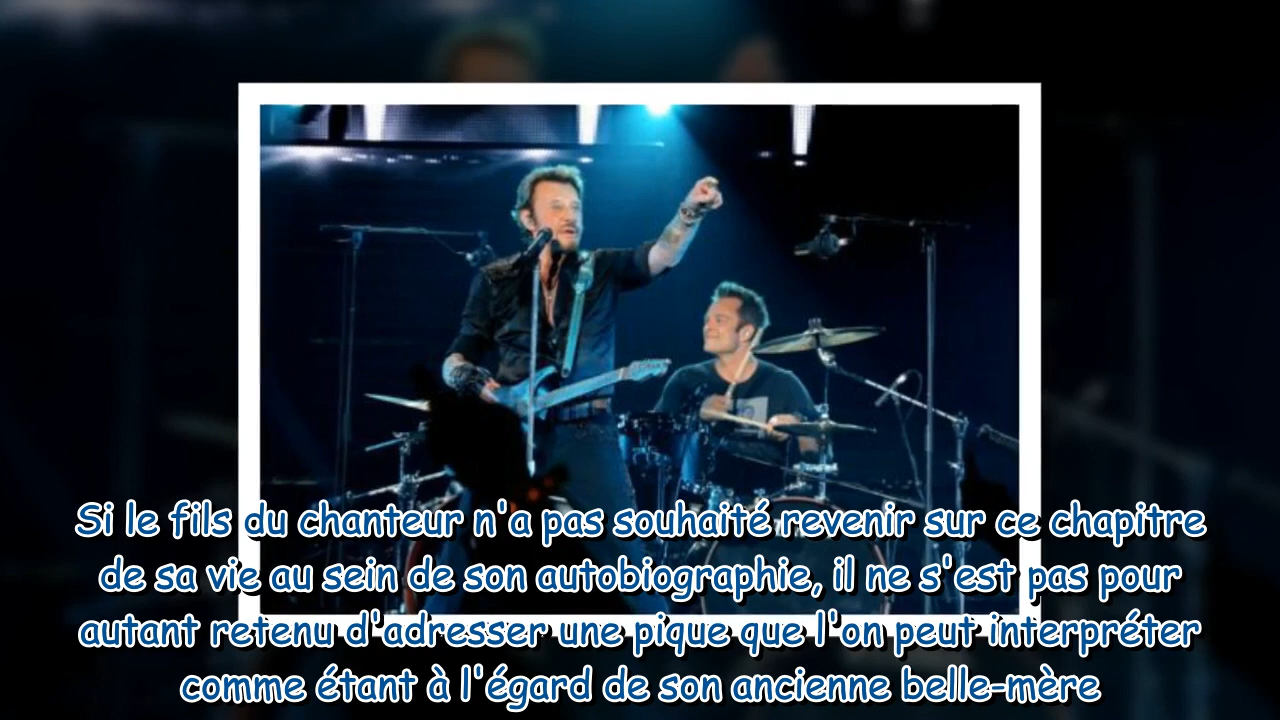 Si le fils du chanteur n'a pas souhaité revenir sur ce chapitre
de sa vie au sein de son autobiographie, il ne s'est pas pour
autant retenu d'adresser une pique que l'on peut interpréter
comme étant à l'égard de son ancienne belle-mère